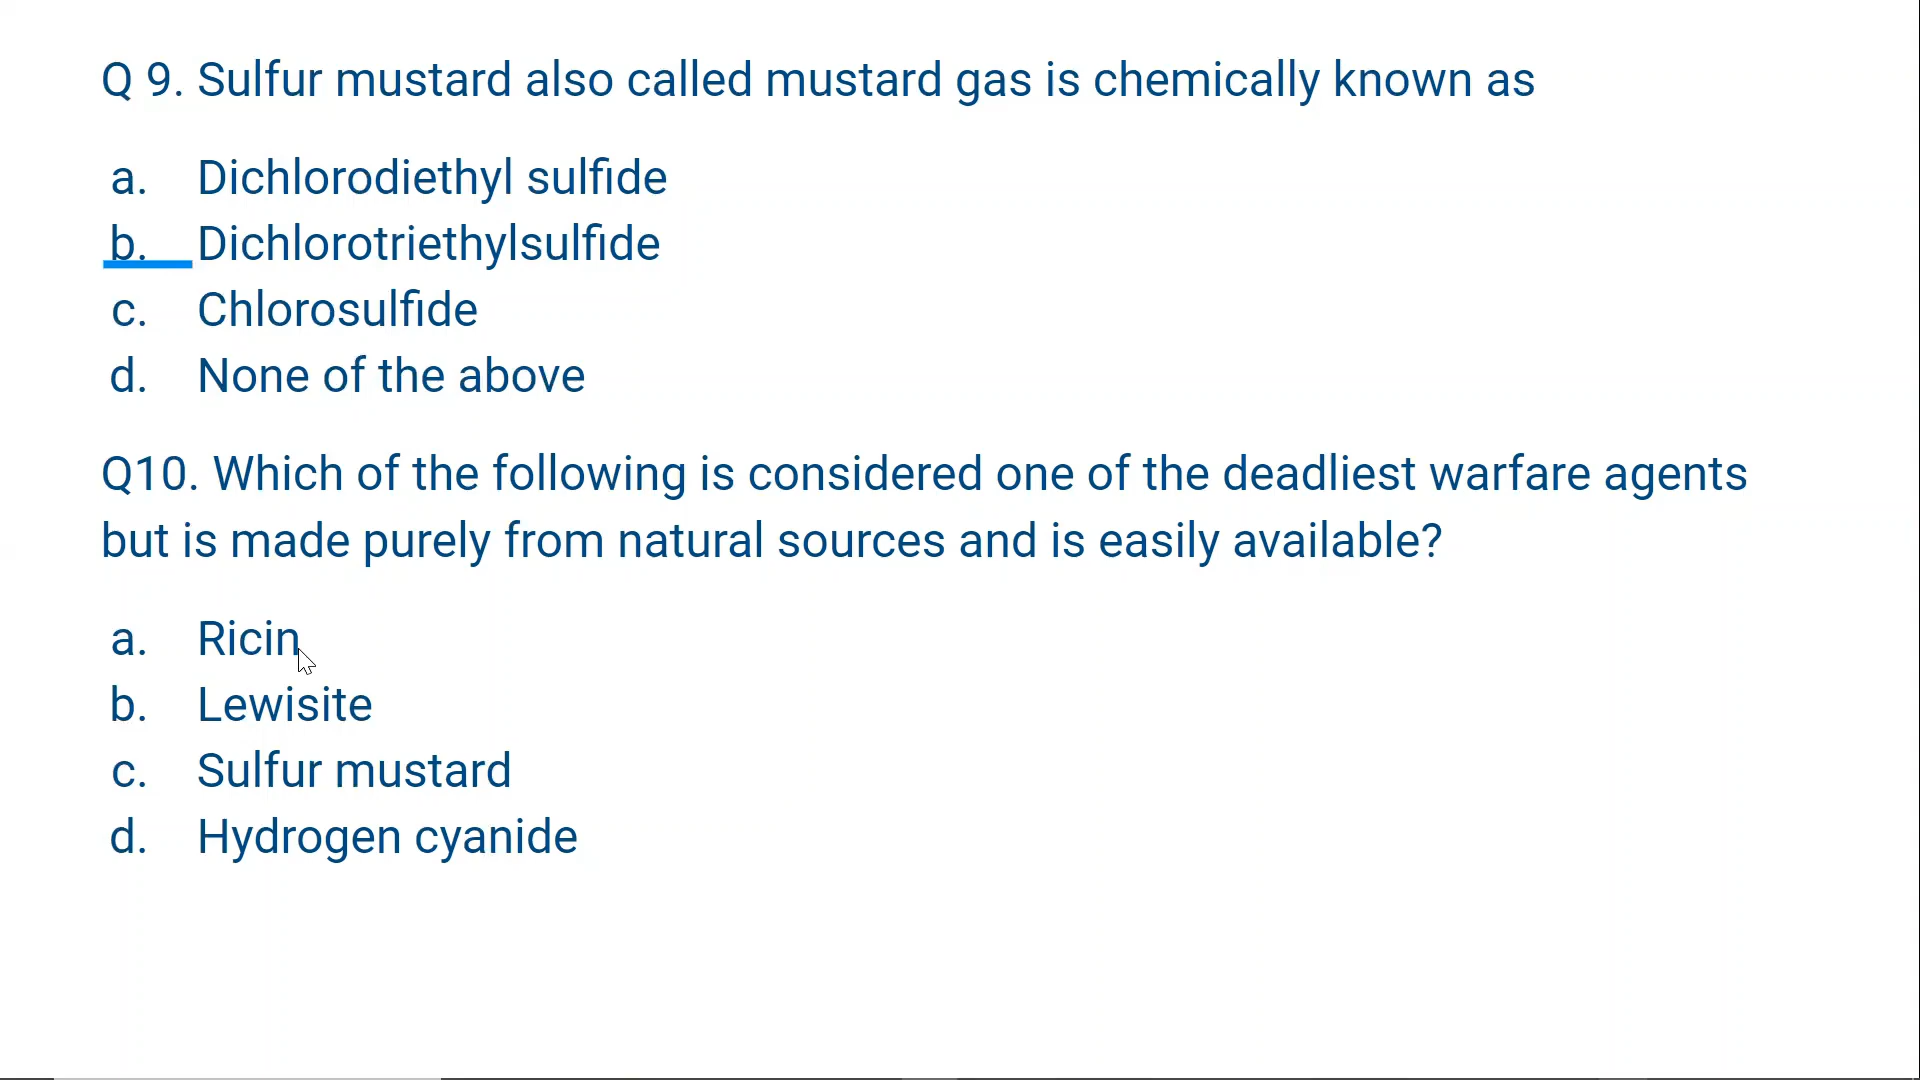 Q 9. Sulfur mustard also called mustard gas is chemically known as
a. Dichlorodiethyl sulfide
b. Dichlorotriethylsulfide
c. Chlorosulfide
d. None of the above
Q10. Which of the following is considered one of the deadliest warfare agents
but is made purely from natural sources and is easily available?
a. Ricin
b. Lewisite
c. Sulfur mustard
d. Hydrogen cyanide